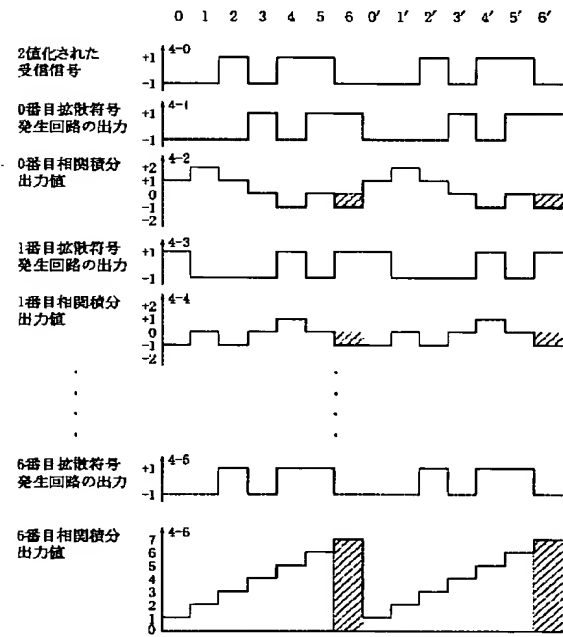 0 1 2 3 4 5 6 0′ 1′ 2′ 3′ 4′ 5′ 6′
2値化された
受信信号
+1
-1
4-0
0番目拡散符号
発生回路の出力
+1
-1
4-1
0番目相関積分
出力値
+2
+1
0
-1
-2
4-2
1番目拡散符号
発生回路の出力
+1
-1
4-3
1番目相関積分
出力値
+2
+1
0
-1
-2
4-4
6番目拡散符号
発生回路の出力
+1
-1
4-5
6番目相関積分
出力値
7
6
5
4
3
2
1
0
4-6